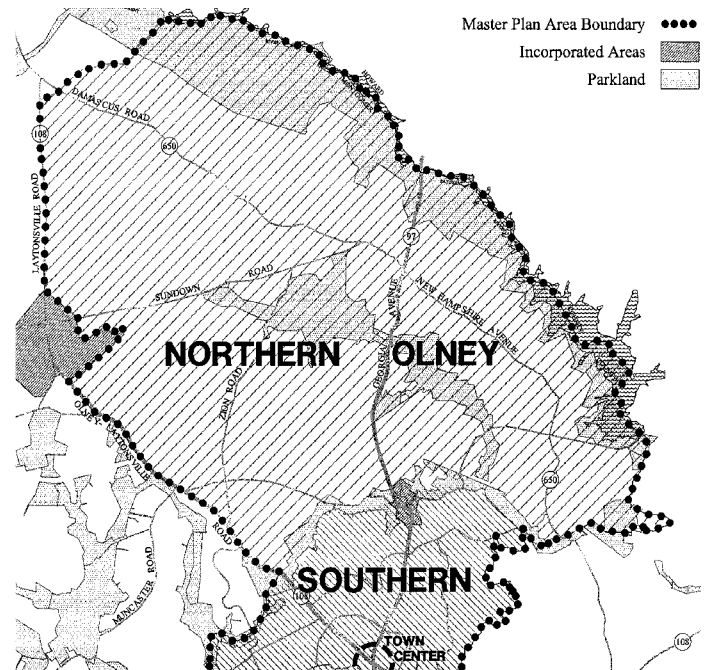 Master Plan Area Boundary
Incorporated Areas
Parkland
DAMASCUS ROAD
108
650
LAYTONSVILLE ROAD
97
SUNDOWN ROAD
GEORGIA AVENUE
NEW HAMPSHIRE AVENUE
NORTHERN OLNEY
ZION ROAD
OLNEY LAYTONSVILLE ROAD
650
MUNCASTER ROAD
SOUTHERN
108
TOWN
CENTER
108